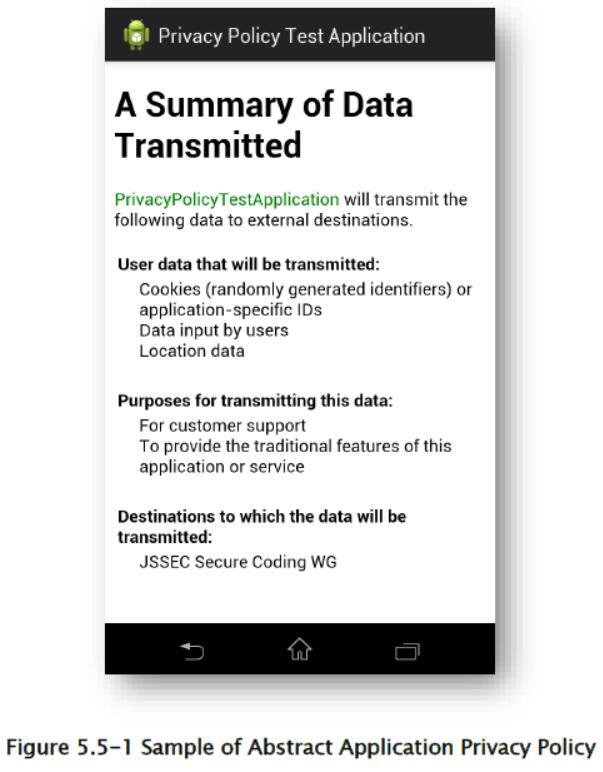 Privacy Policy Test Application
A Summary of Data
Transmitted
PrivacyPolicyTestApplication will transmit the
following data to external destinations.
User data that will be transmitted:
Cookies (randomly generated identifiers) or
application-specific IDs
Data input by users
Location data
Purposes for transmitting this data:
For customer support
To provide the traditional features of this
application or service
Destinations to which the data will be
transmitted:
JSSEC Secure Coding WG
Figure 5.5-1 Sample of Abstract Application Privacy Policy